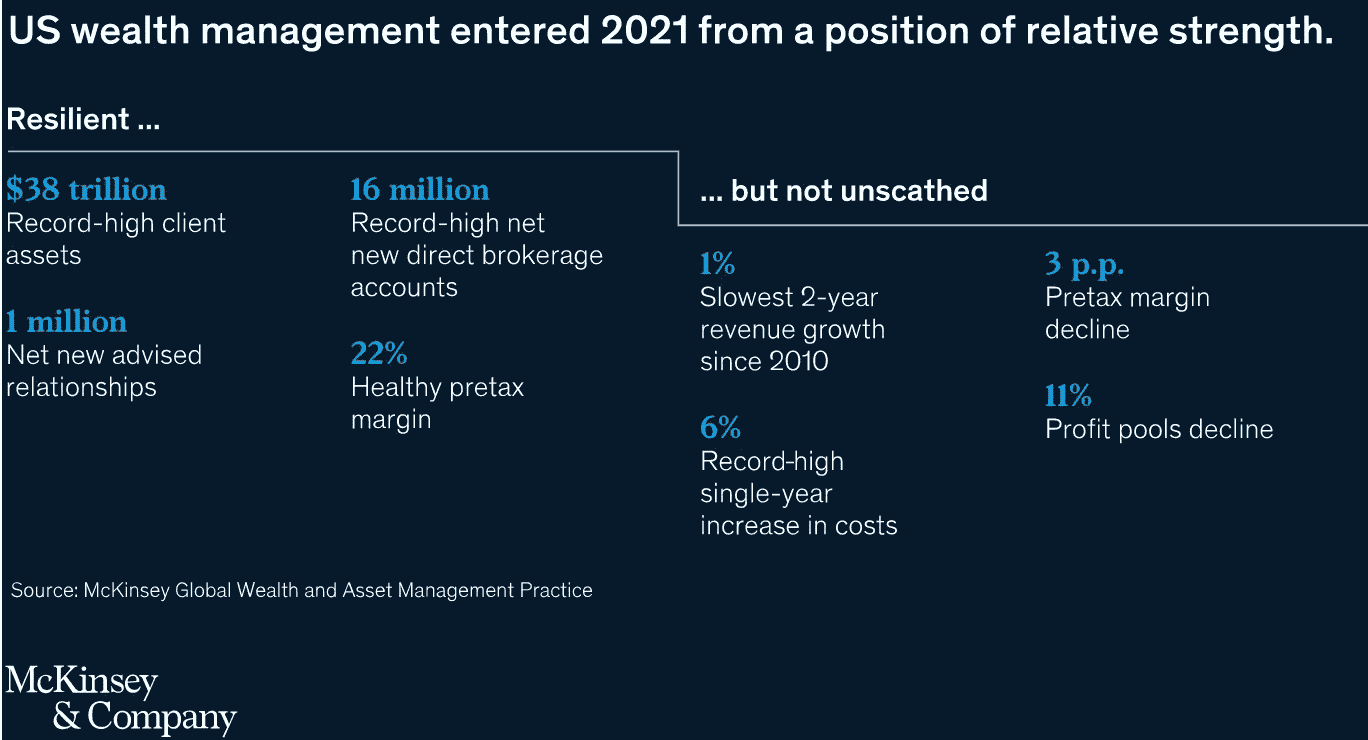 US wealth management entered 2021 from a position of relative strength.
Resilient ...
$38 trillion
Record-high client
assets
1 million
Net new advised
relationships
16 million
Record-high net
new direct brokerage
accounts
22%
Healthy pretax
margin
... but not unscathed
1%
Slowest 2-year
revenue growth
since 2010
6%
Record-high
single-year
increase in costs
3 p.p.
Pretax margin
decline
11%
Profit pools decline
Source: McKinsey Global Wealth and Asset Management Practice
McKinsey
& Company